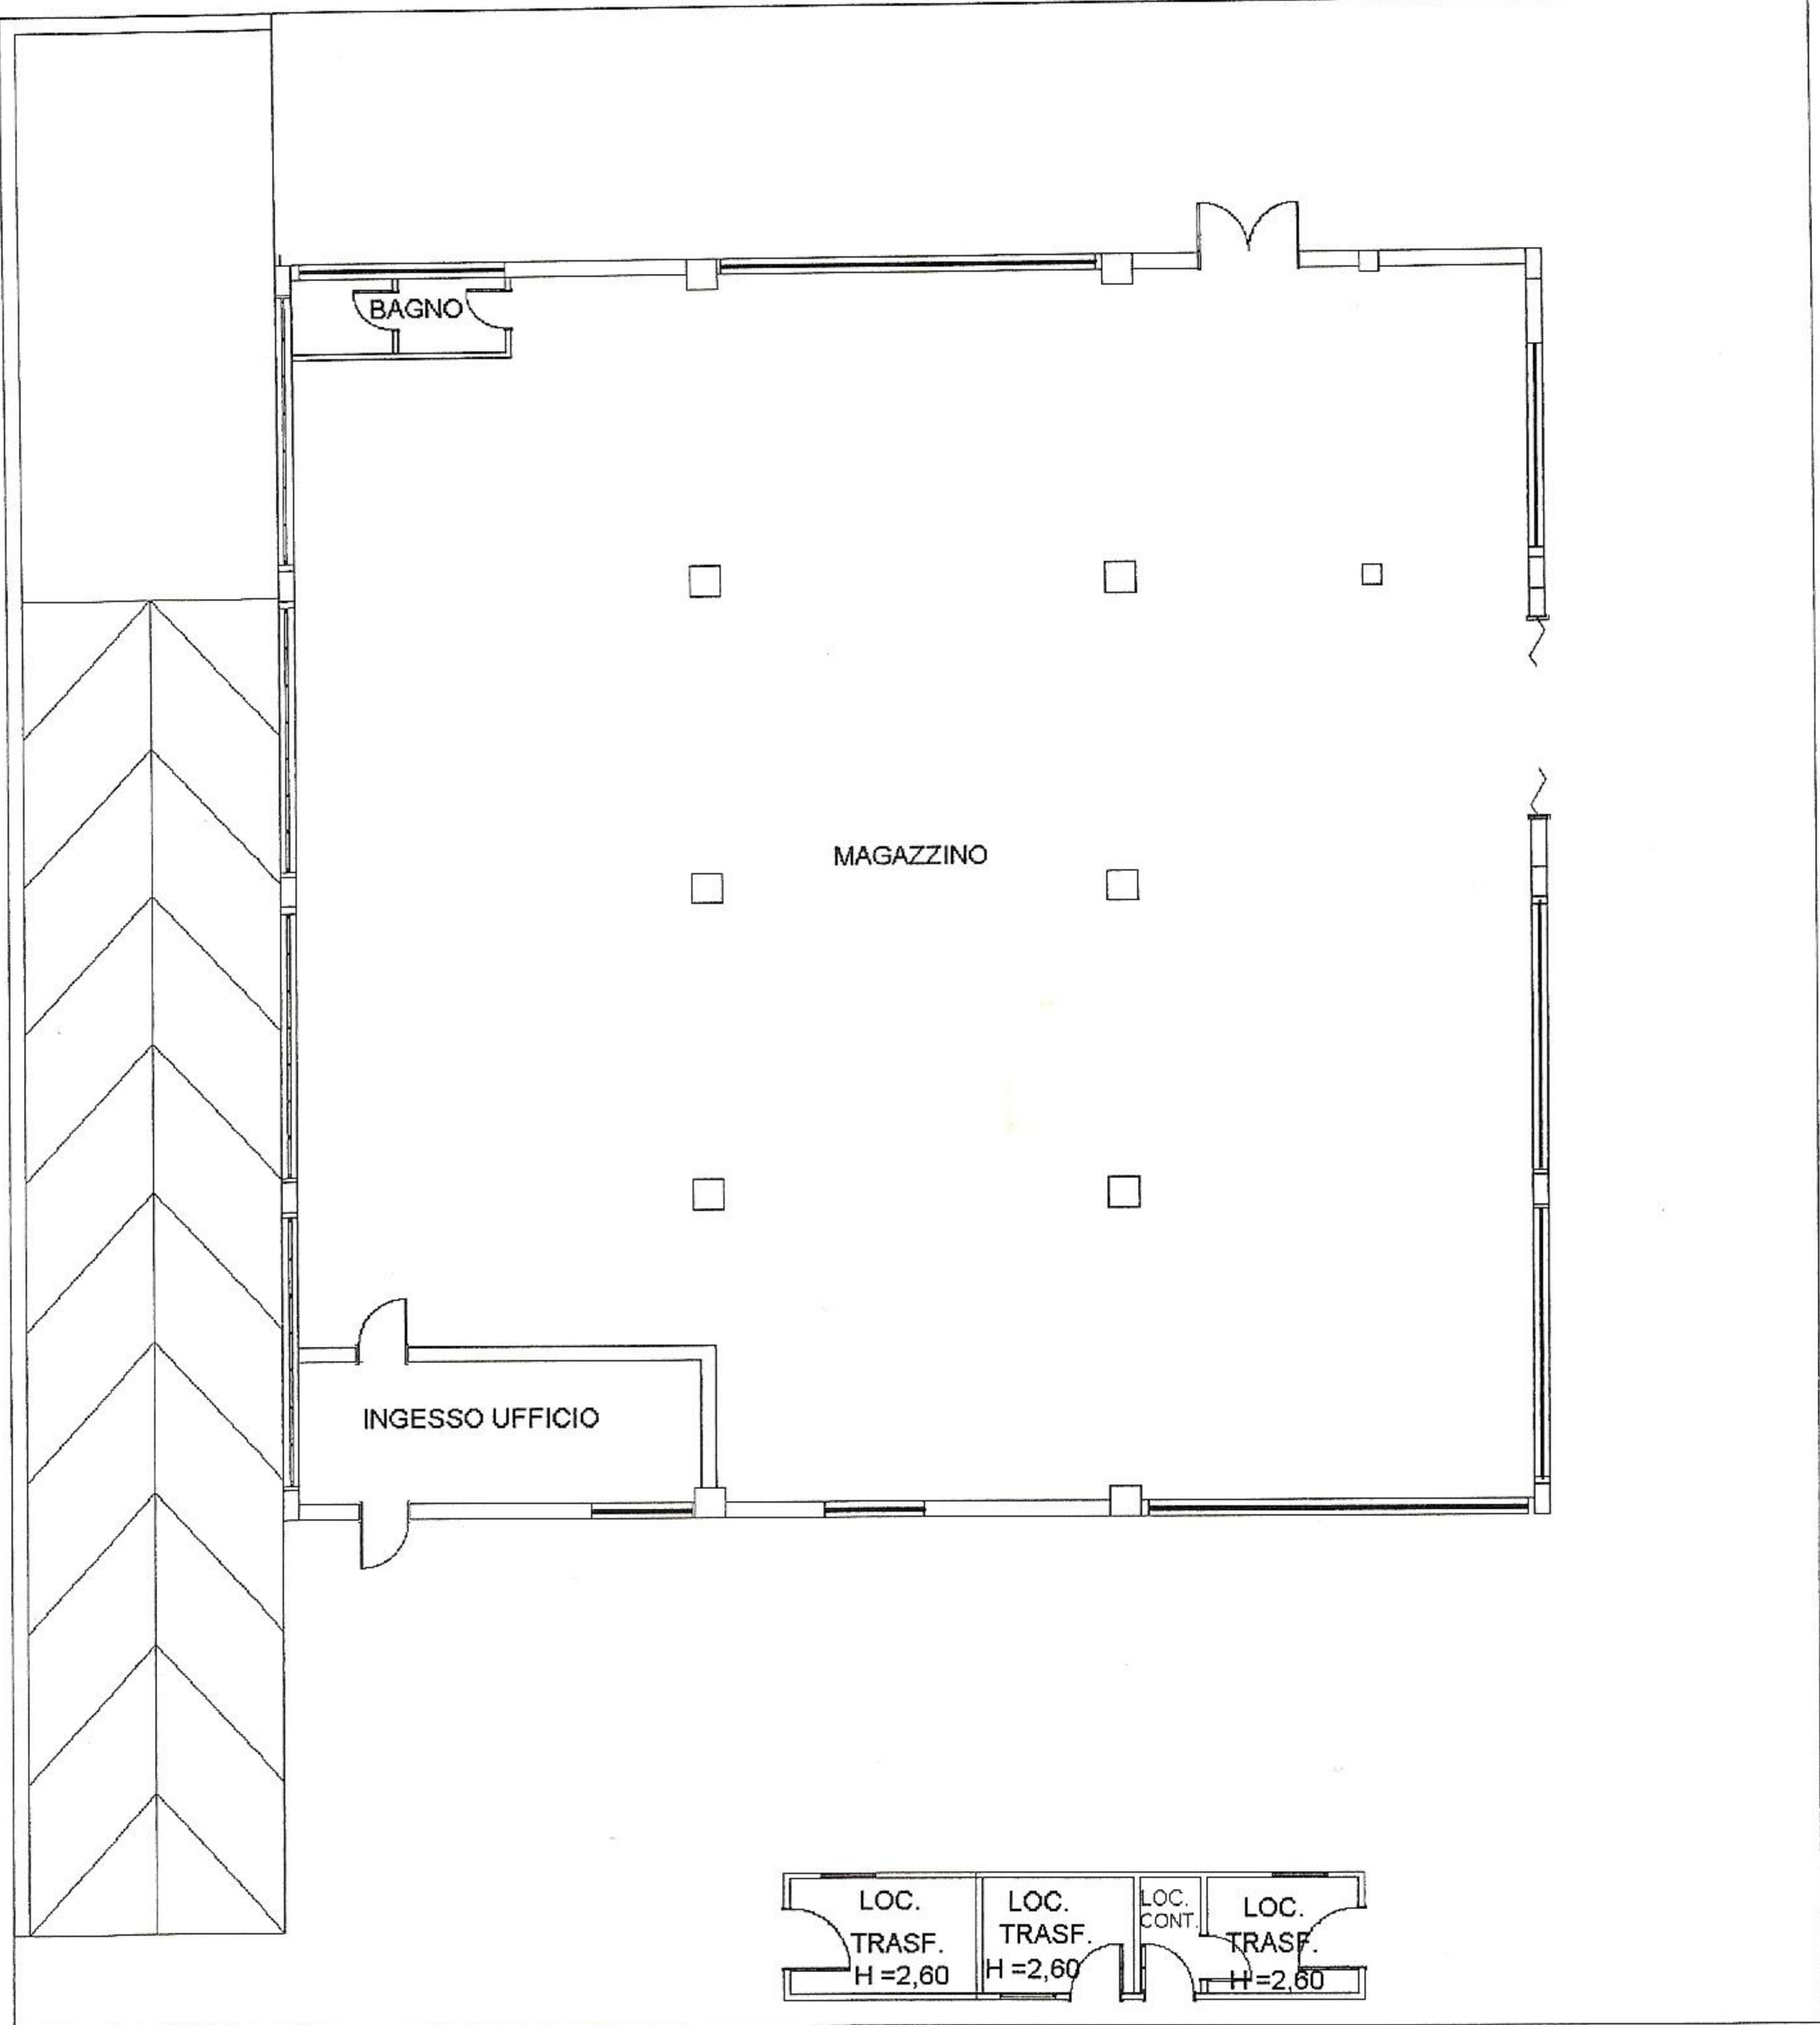 BAGNO
MAGAZZINO
INGESSO UFFICIO
LOC.
TRASF.
H =2,60
LOC.
TRASF.
H =2,60
LOC.
CONT.
LOC.
TRASF.
H =2,60